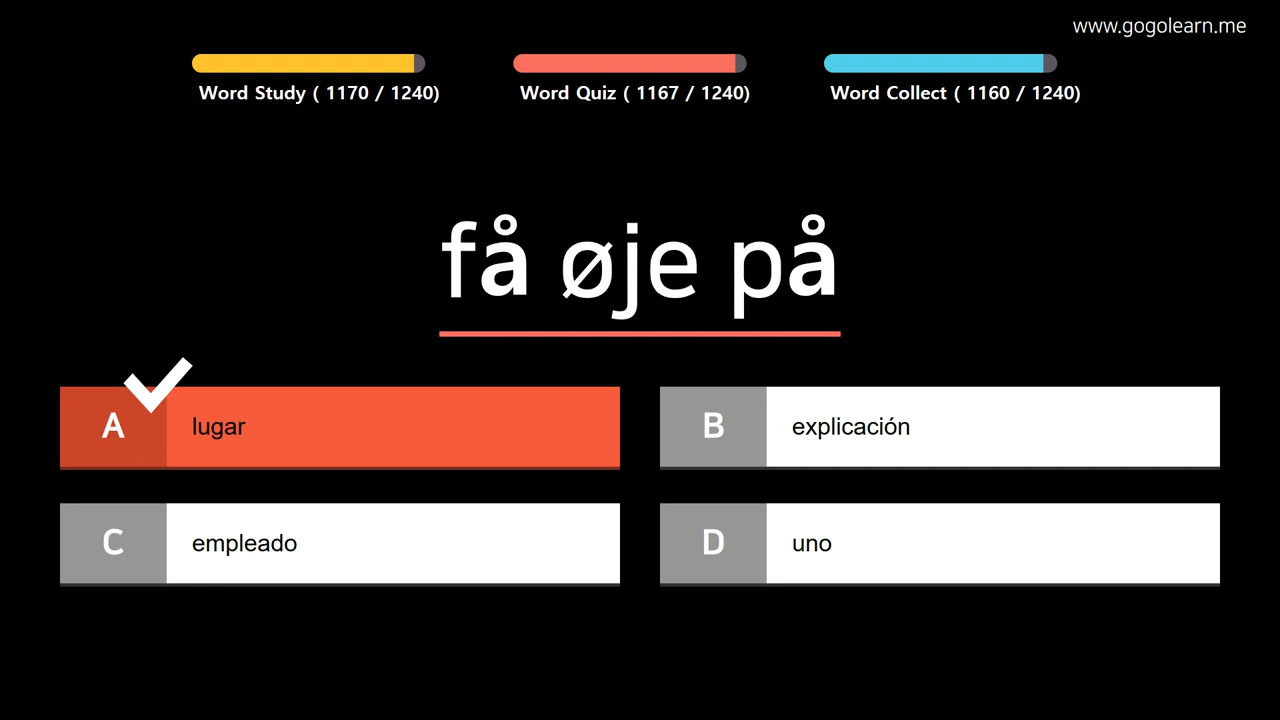 www.gogolearn.me
Word Study ( 1170 / 1240)
Word Quiz ( 1167 / 1240)
Word Collect ( 1160 / 1240)
få øje på
A lugar
B explicación
C empleado
D uno